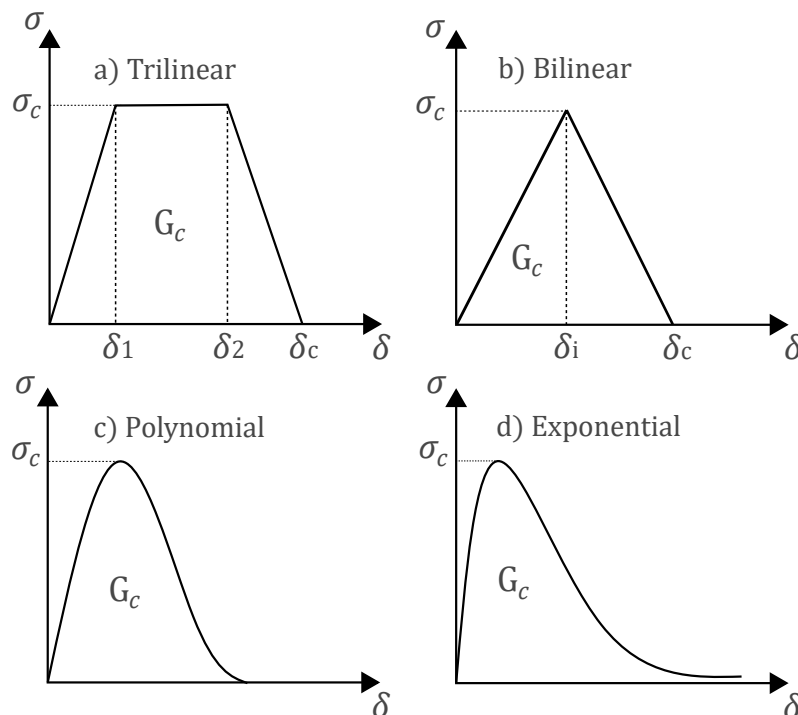 σ
a) Trilinear
σc
Gc
δ1
δ2
δc
δ
σ
b) Bilinear
σc
Gc
δi
δc
δ
σ
c) Polynomial
σc
Gc
δ
σ
d) Exponential
σc
Gc
δ